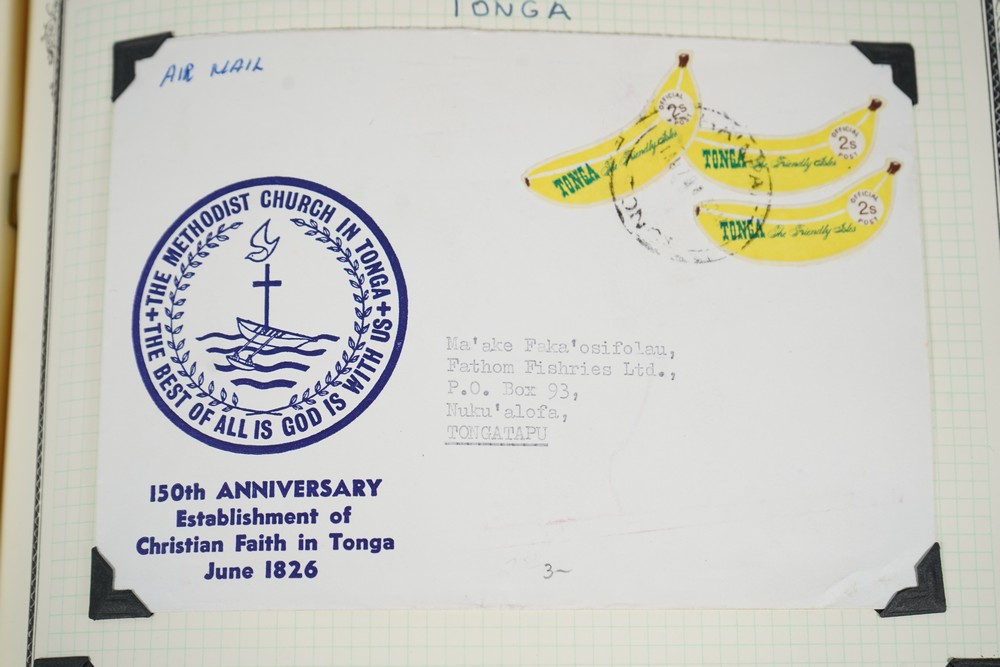 TONGA
AIR MAIL
OFFICIAL POST 2s
TONGA The Friendly Isles
OFFICIAL POST 2s
TONGA The Friendly Isles
OFFICIAL POST 2s
TONGA The Friendly Isles
TONGA
+THE METHODIST CHURCH IN TONGA+
THE BEST OF ALL IS GOD IS WITH US
Ma'ake Faka'osifolau,
Fathom Fishries Ltd.,
P.O. Box 93,
Nuku'alofa,
TONGATAPU
150th ANNIVERSARY
Establishment of
Christian Faith in Tonga
June 1826
3~